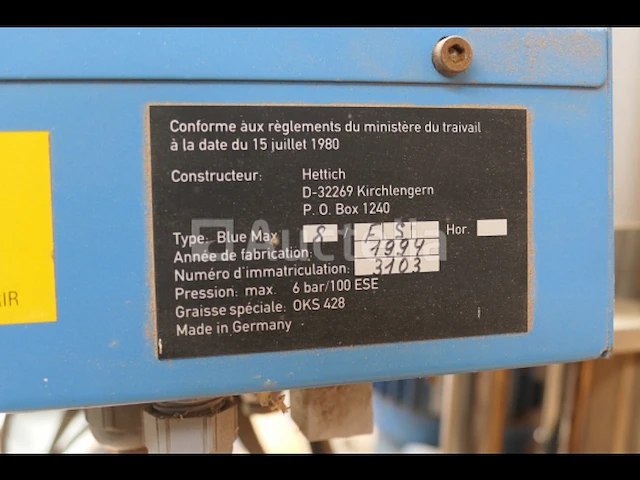 Conforme aux règlements du ministère du traivail
à la date du 15 juillet 1980
Constructeur: Hettich
D-32269 Kirchlengern
P. O. Box 1240
Type: Blue Max 8 / F S Hor.
Année de fabrication: 1994
Numéro d'immatriculation: 3103
Pression: max. 6 bar/100 ESE
Graisse spéciale: OKS 428
Made in Germany
IR